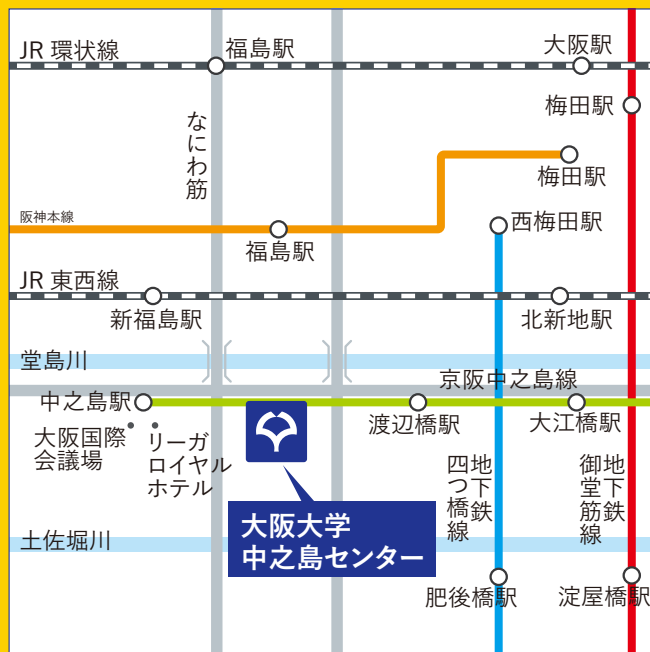 JR 環状線
福島駅
大阪駅
梅田駅
なにわ筋
梅田駅
阪神本線
西梅田駅
福島駅
JR 東西線
新福島駅
北新地駅
堂島川
京阪中之島線
中之島駅
渡辺橋駅
大江橋駅
大阪国際
会議場
リーガ
ロイヤル
ホテル
地下鉄
四つ橋線
地下鉄
御堂筋線
大阪大学
中之島センター
土佐堀川
肥後橋駅
淀屋橋駅